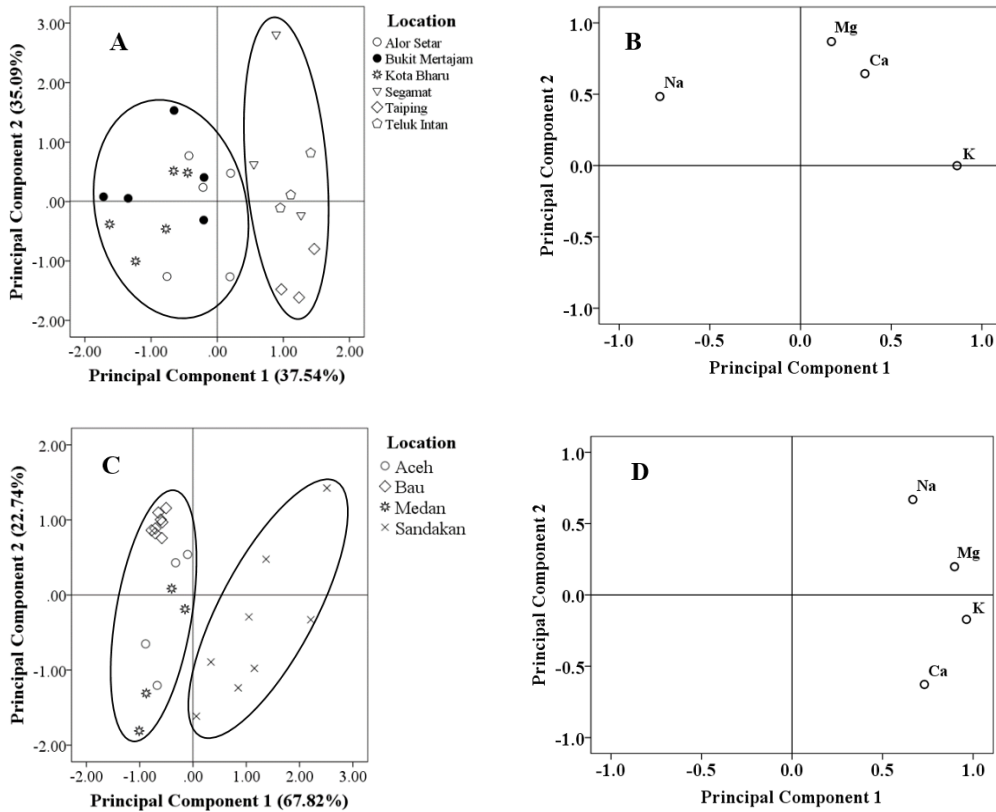 A
Principal Component 2 (35.09%)
3.00
2.00
1.00
.00
-1.00
-2.00
-2.00 -1.00 .00 1.00 2.00
Principal Component 1 (37.54%)
Location
Alor Setar
Bukit Mertajam
Kota Bharu
Segamat
Taiping
Teluk Intan
B
Principal Component 2
1.0
0.5
0.0
-0.5
-1.0
Mg
Ca
Na
K
-1.0 -0.5 0.0 0.5 1.0
Principal Component 1
C
Principal Component 2 (22.74%)
2.00
1.00
.00
-1.00
-2.00
-2.00 -1.00 .00 1.00 2.00 3.00
Principal Component 1 (67.82%)
Location
Aceh
Bau
Medan
Sandakan
D
Principal Component 2
1.0
0.5
0.0
-0.5
-1.0
Na
Mg
K
Ca
-1.0 -0.5 0.0 0.5 1.0
Principal Component 1